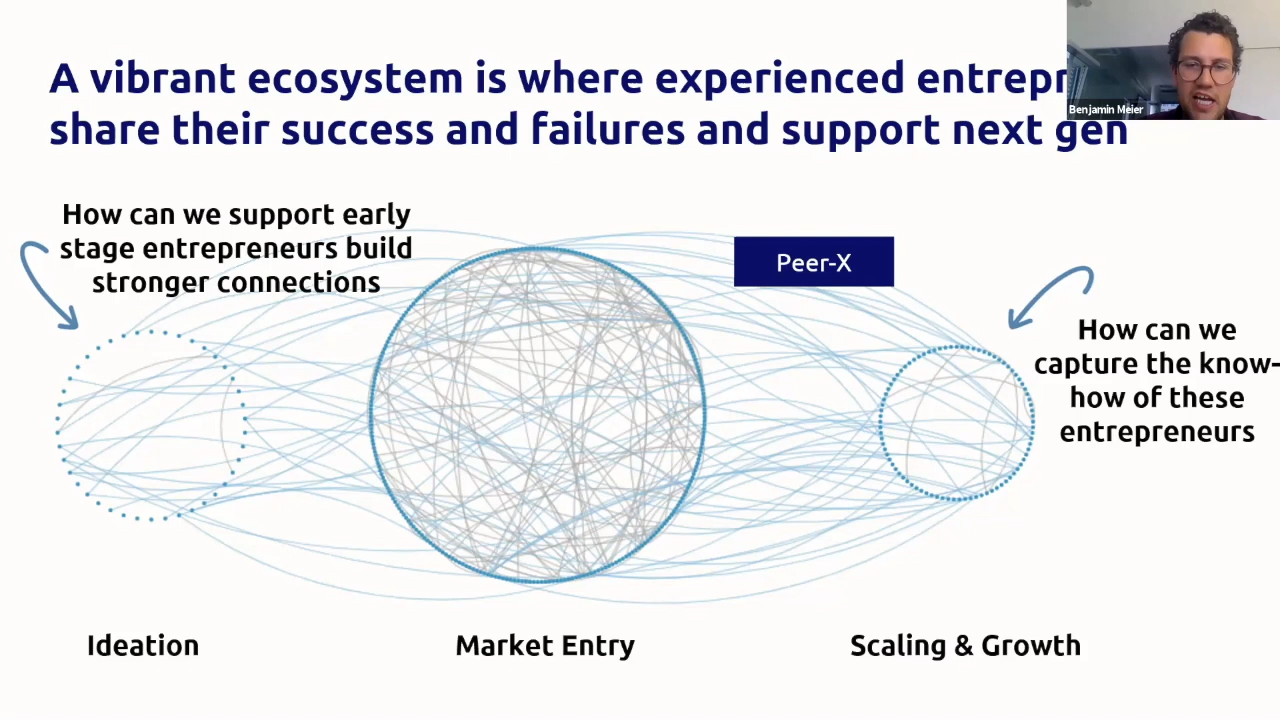 A vibrant ecosystem is where experienced entrepr
share their success and failures and support next gen
Benjamin Meier
How can we support early
stage entrepreneurs build
stronger connections
Peer-X
How can we
capture the know-
how of these
entrepreneurs
Ideation
Market Entry
Scaling & Growth